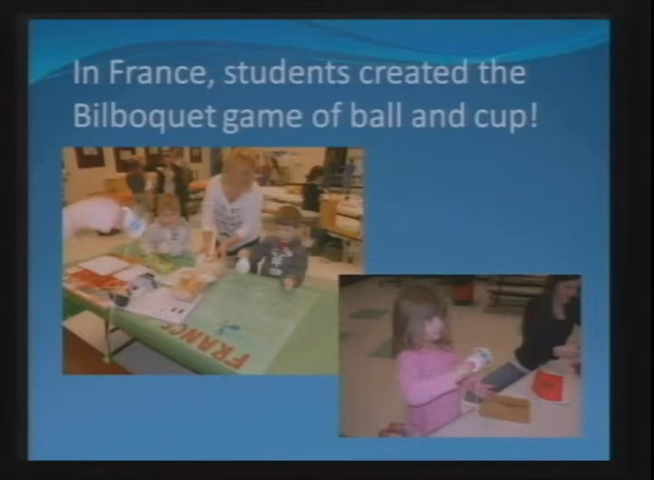 In France, students created the
Bilboquet game of ball and cup!
FRANCE